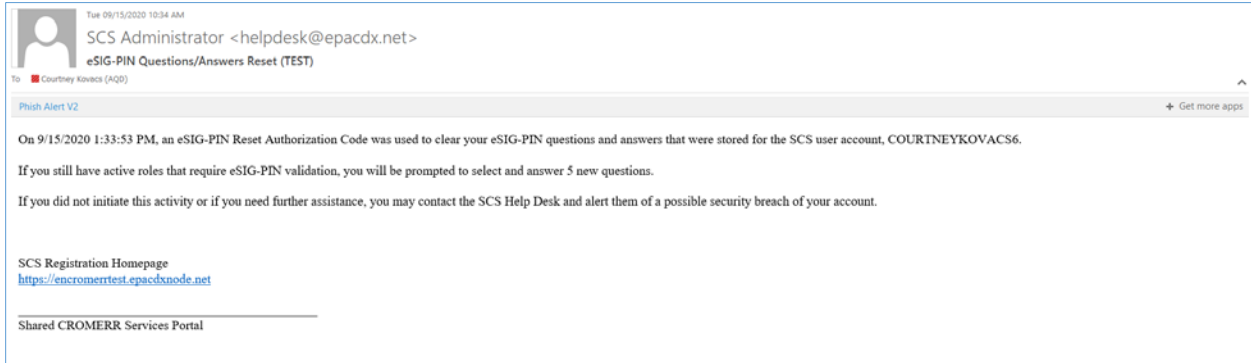 Tue 09/15/2020 10:34 AM
SCS Administrator <helpdesk@epacdx.net>
eSIG-PIN Questions/Answers Reset (TEST)
To Courtney Kovacs (AQD)
Phish Alert V2
+ Get more apps
On 9/15/2020 1:33:53 PM, an eSIG-PIN Reset Authorization Code was used to clear your eSIG-PIN questions and answers that were stored for the SCS user account, COURTNEYKOVACS6.
If you still have active roles that require eSIG-PIN validation, you will be prompted to select and answer 5 new questions.
If you did not initiate this activity or if you need further assistance, you may contact the SCS Help Desk and alert them of a possible security breach of your account.
SCS Registration Homepage
https://encromerrtest.epacdxnode.net
Shared CROMERR Services Portal